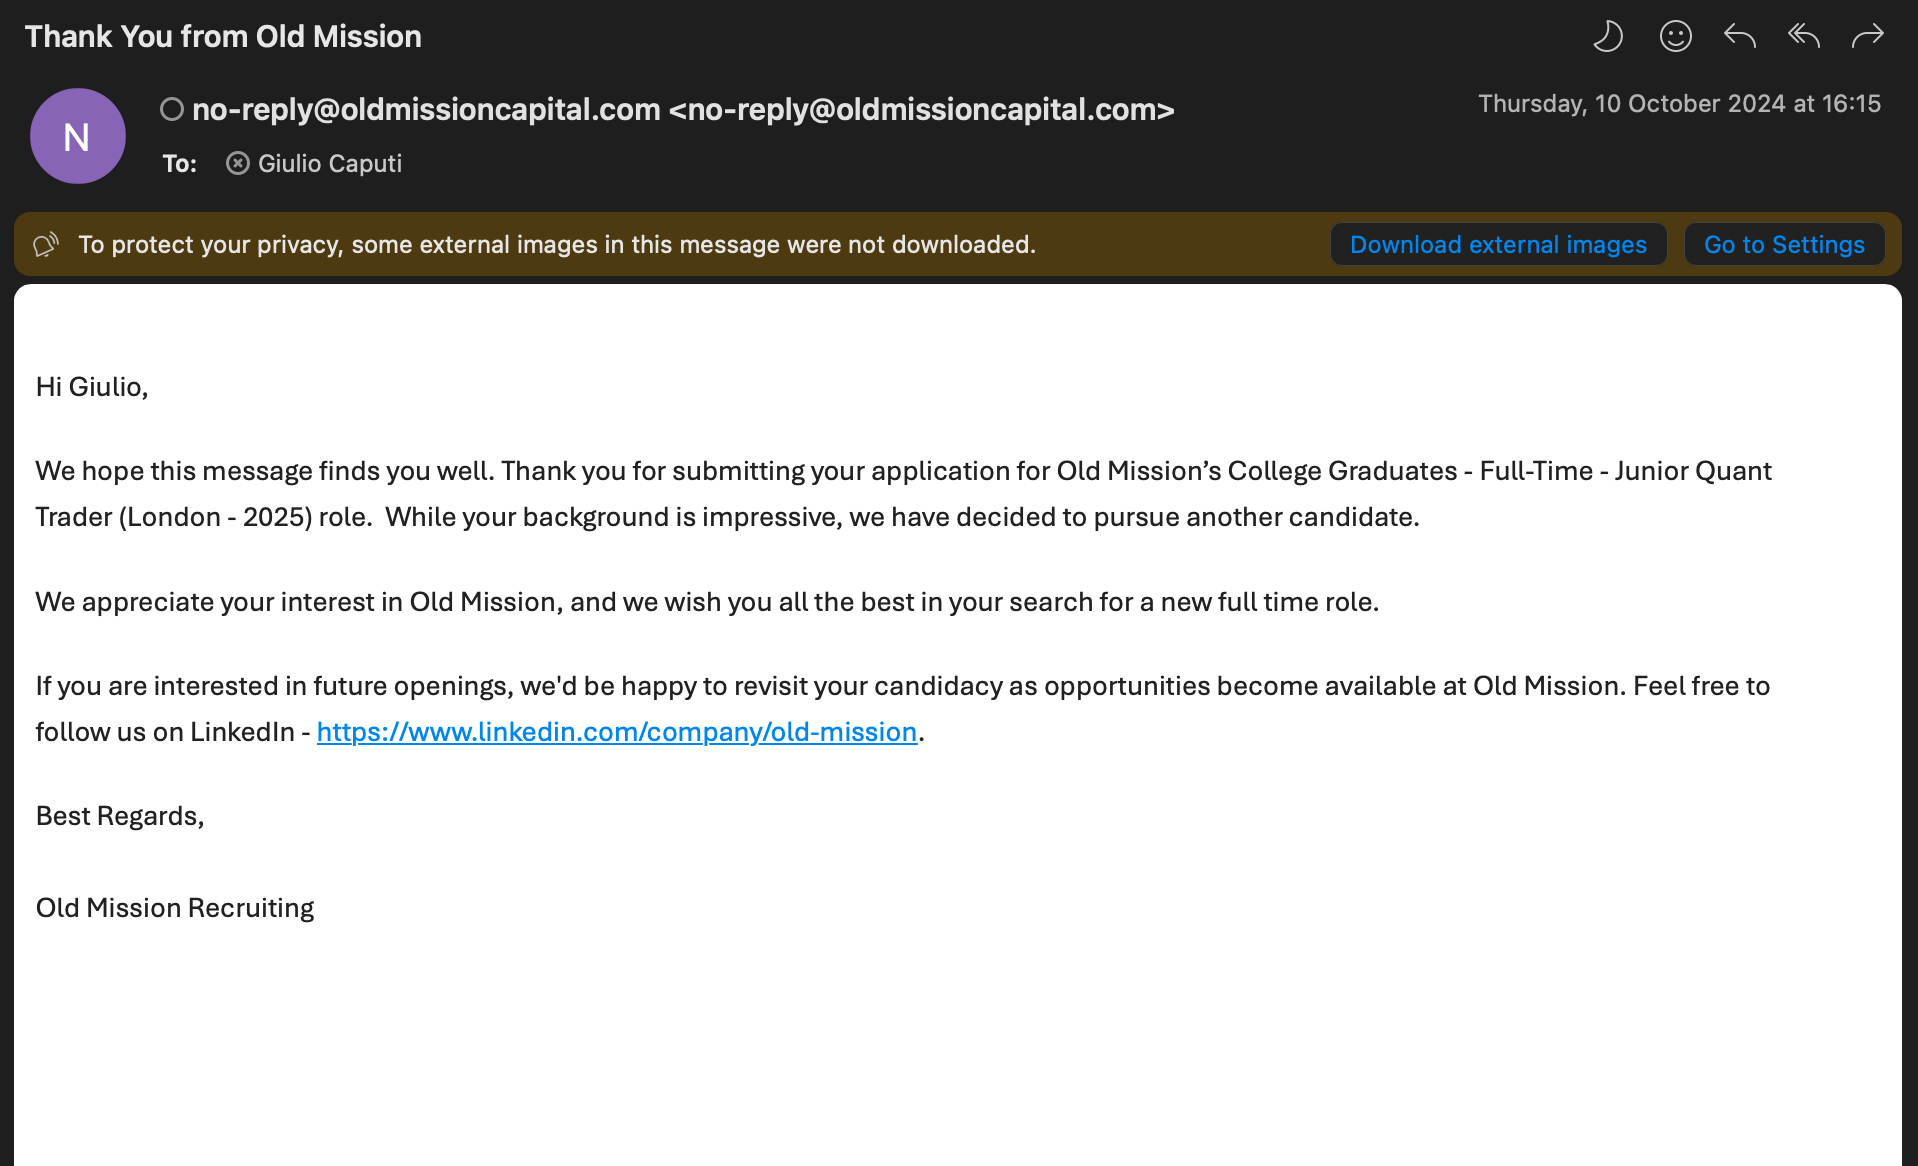 Thank You from Old Mission
N
no-reply@oldmissioncapital.com <no-reply@oldmissioncapital.com>
Thursday, 10 October 2024 at 16:15
To: Giulio Caputi
To protect your privacy, some external images in this message were not downloaded.
Download external images
Go to Settings
Hi Giulio,
We hope this message finds you well. Thank you for submitting your application for Old Mission’s College Graduates - Full-Time - Junior Quant
Trader (London - 2025) role.  While your background is impressive, we have decided to pursue another candidate.
We appreciate your interest in Old Mission, and we wish you all the best in your search for a new full time role.
If you are interested in future openings, we'd be happy to revisit your candidacy as opportunities become available at Old Mission. Feel free to
follow us on LinkedIn - https://www.linkedin.com/company/old-mission.
Best Regards,
Old Mission Recruiting